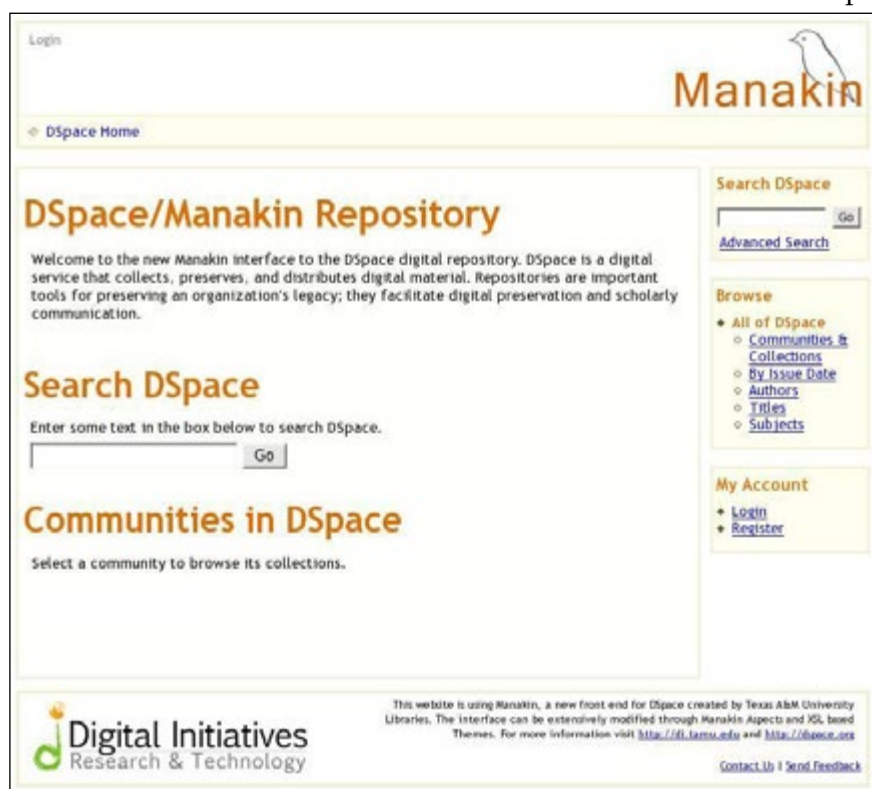 Login
Manakin
DSpace Home
DSpace/Manakin Repository
Welcome to the new Manakin interface to the DSpace digital repository. DSpace is a digital
service that collects, preserves, and distributes digital material. Repositories are important
tools for preserving an organization's legacy; they facilitate digital preservation and scholarly
communication.
Search DSpace
Enter some text in the box below to search DSpace.
Go
Communities in DSpace
Select a community to browse its collections.
Search DSpace
Go
Advanced Search
Browse
All of DSpace
Communities &
Collections
By Issue Date
Authors
Titles
Subjects
My Account
Login
Register
Digital Initiatives
Research & Technology
This website is using Manakin, a new front end for DSpace created by Texas A&M University
Libraries. The interface can be extensively modified through Manakin Aspects and XSL based
Themes. For more information visit http://di.tamu.edu and http://dspace.org
Contact Us | Send Feedback